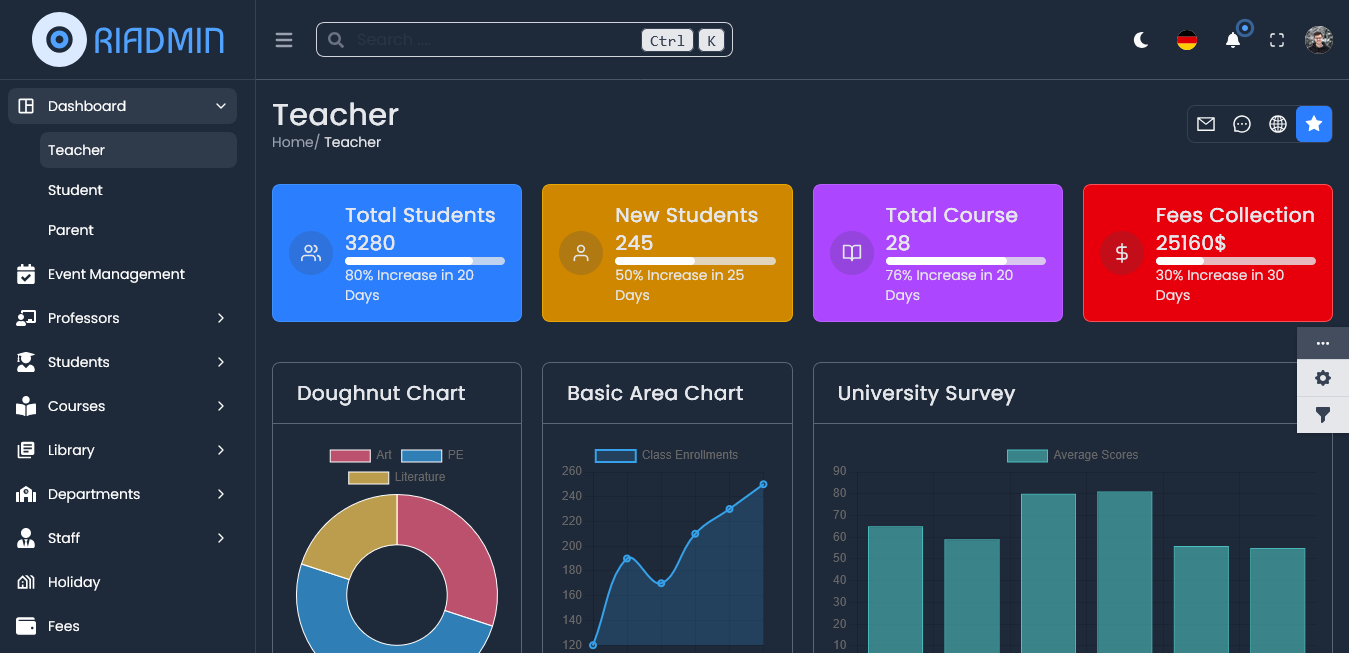 RIADMIN
Search ...
Ctrl K
Dashboard
Teacher
Student
Parent
Event Management
Professors
Students
Courses
Library
Departments
Staff
Holiday
Fees
Teacher
Home/ Teacher
Total Students
3280
80% Increase in 20
Days
New Students
245
50% Increase in 25
Days
Total Course
28
76% Increase in 20
Days
Fees Collection
25160$
30% Increase in 30
Days
Doughnut Chart
Art PE
Literature
Basic Area Chart
Class Enrollments
260
240
220
200
180
160
140
120
University Survey
Average Scores
90
80
70
60
50
40
30
20
10